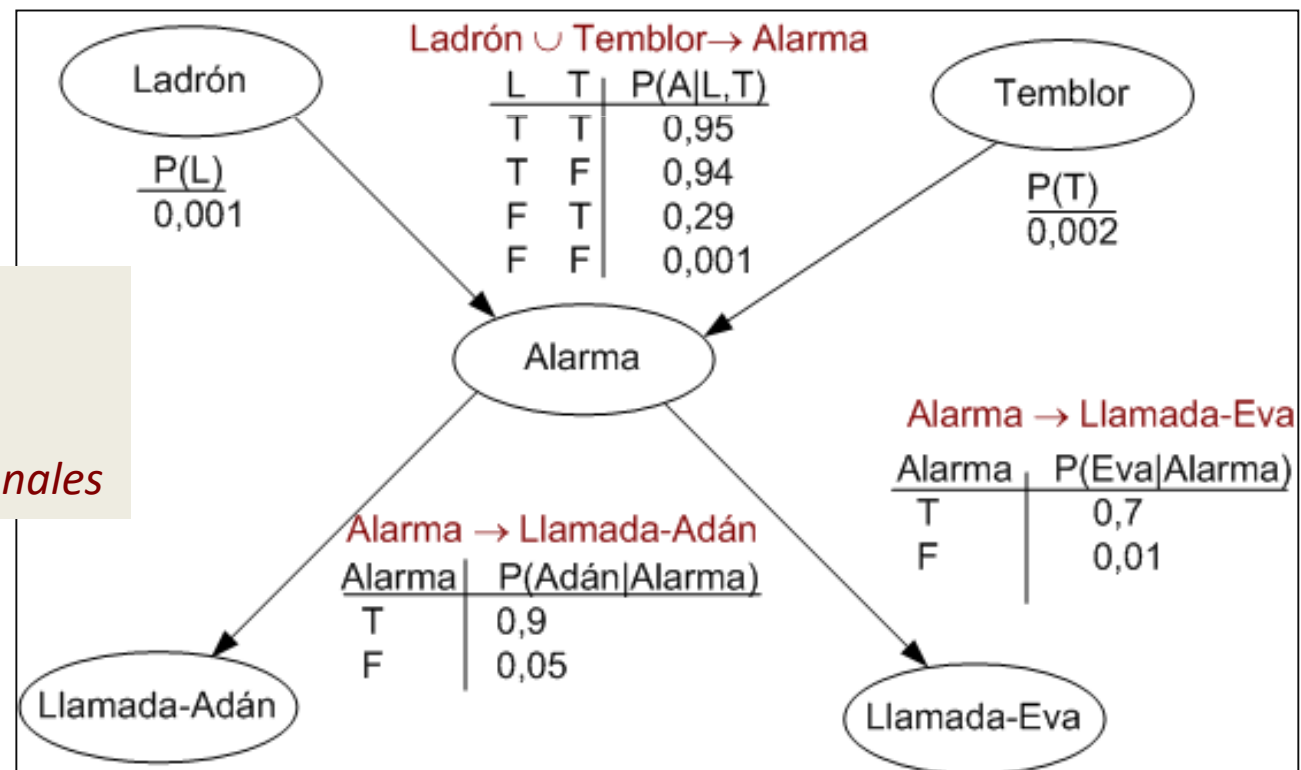 Ladrón ∪ Temblor→ Alarma
Ladrón
Temblor
L T P(A|L,T)
T T 0,95
T F 0,94
F T 0,29
F F 0,001
P(L)
0,001
P(T)
0,002
Alarma
nales
Alarma → Llamada-Eva
Alarma P(Eva|Alarma)
T 0,7
F 0,01
Alarma → Llamada-Adán
Alarma P(Adán|Alarma)
T 0,9
F 0,05
Llamada-Adán
Llamada-Eva